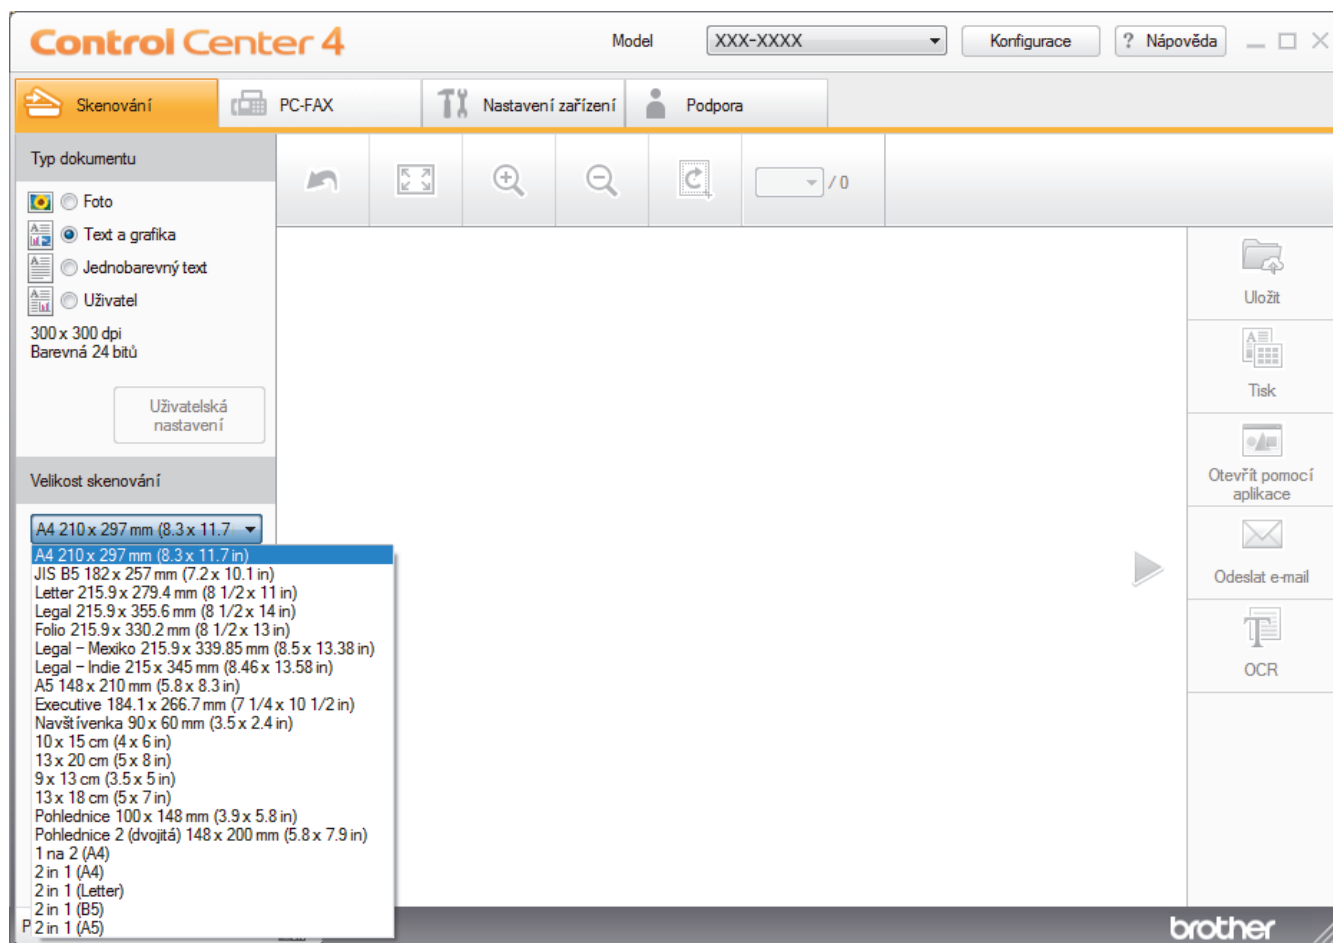 Control Center 4
Model
XXX-XXXX
Konfigurace
? Nápověda
Skenování
PC-FAX
Nastavení zařízení
Podpora
Typ dokumentu
/ 0
Foto
Text a grafika
Jednobarevný text
Uživatel
300 x 300 dpi
Barevná 24 bitů
Uživatelská
nastavení
Velikost skenování
A4 210 x 297 mm (8.3 x 11.7
A4 210 x 297 mm (8.3 x 11.7 in)
JIS B5 182 x 257 mm (7.2 x 10.1 in)
Letter 215.9 x 279.4 mm (8 1/2 x 11 in)
Legal 215.9 x 355.6 mm (8 1/2 x 14 in)
Folio 215.9 x 330.2 mm (8 1/2 x 13 in)
Legal – Mexiko 215.9 x 339.85 mm (8.5 x 13.38 in)
Legal – Indie 215 x 345 mm (8.46 x 13.58 in)
A5 148 x 210 mm (5.8 x 8.3 in)
Executive 184.1 x 266.7 mm (7 1/4 x 10 1/2 in)
Navštívenka 90 x 60 mm (3.5 x 2.4 in)
10 x 15 cm (4 x 6 in)
13 x 20 cm (5 x 8 in)
9 x 13 cm (3.5 x 5 in)
13 x 18 cm (5 x 7 in)
Pohlednice 100 x 148 mm (3.9 x 5.8 in)
Pohlednice 2 (dvojitá) 148 x 200 mm (5.8 x 7.9 in)
1 na 2 (A4)
2 in 1 (A4)
2 in 1 (Letter)
2 in 1 (B5)
2 in 1 (A5)
Uložit
Tisk
Otevřít pomocí
aplikace
Odeslat e-mail
OCR
brother